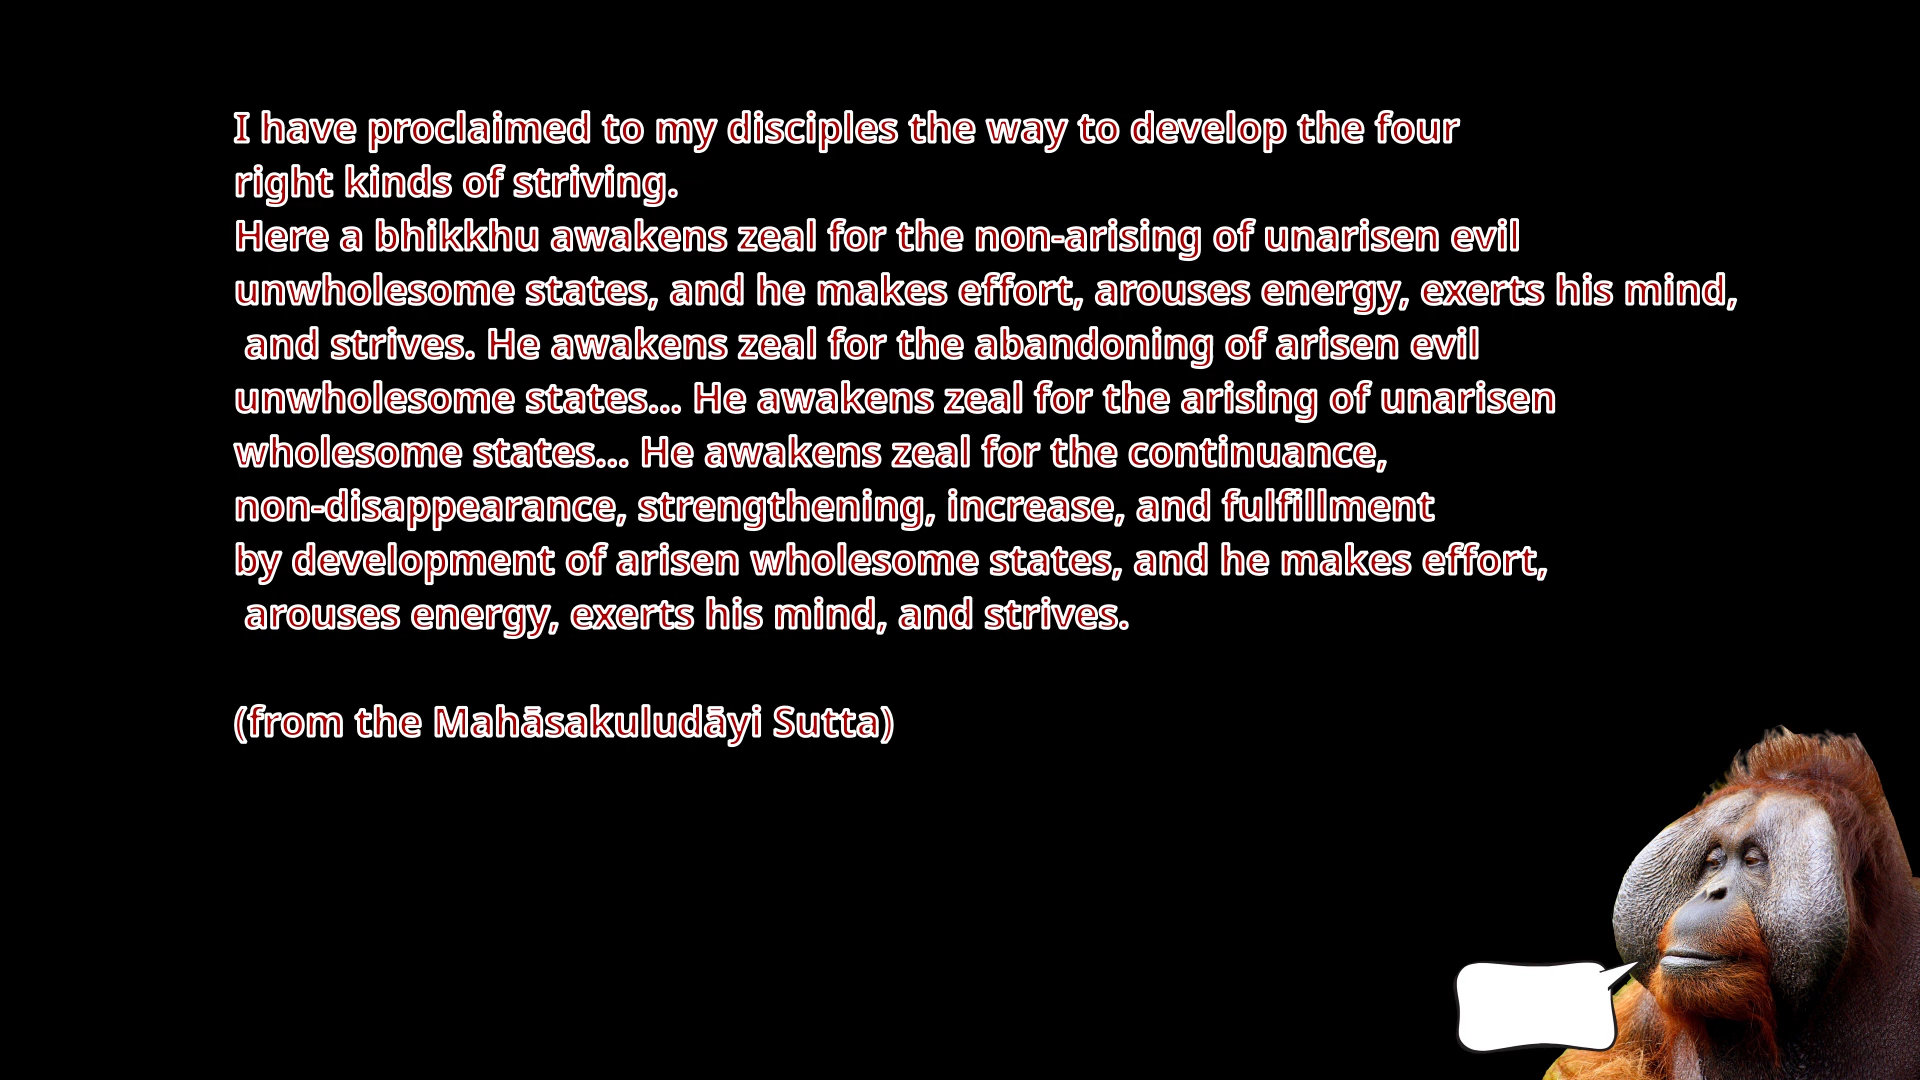 I have proclaimed to my disciples the way to develop the four
right kinds of striving.
Here a bhikkhu awakens zeal for the non-arising of unarisen evil
unwholesome states, and he makes effort, arouses energy, exerts his mind,
and strives. He awakens zeal for the abandoning of arisen evil
unwholesome states... He awakens zeal for the arising of unarisen
wholesome states... He awakens zeal for the continuance,
non-disappearance, strengthening, increase, and fulfillment
by development of arisen wholesome states, and he makes effort,
arouses energy, exerts his mind, and strives.
(from the Mahāsakuludāyi Sutta)